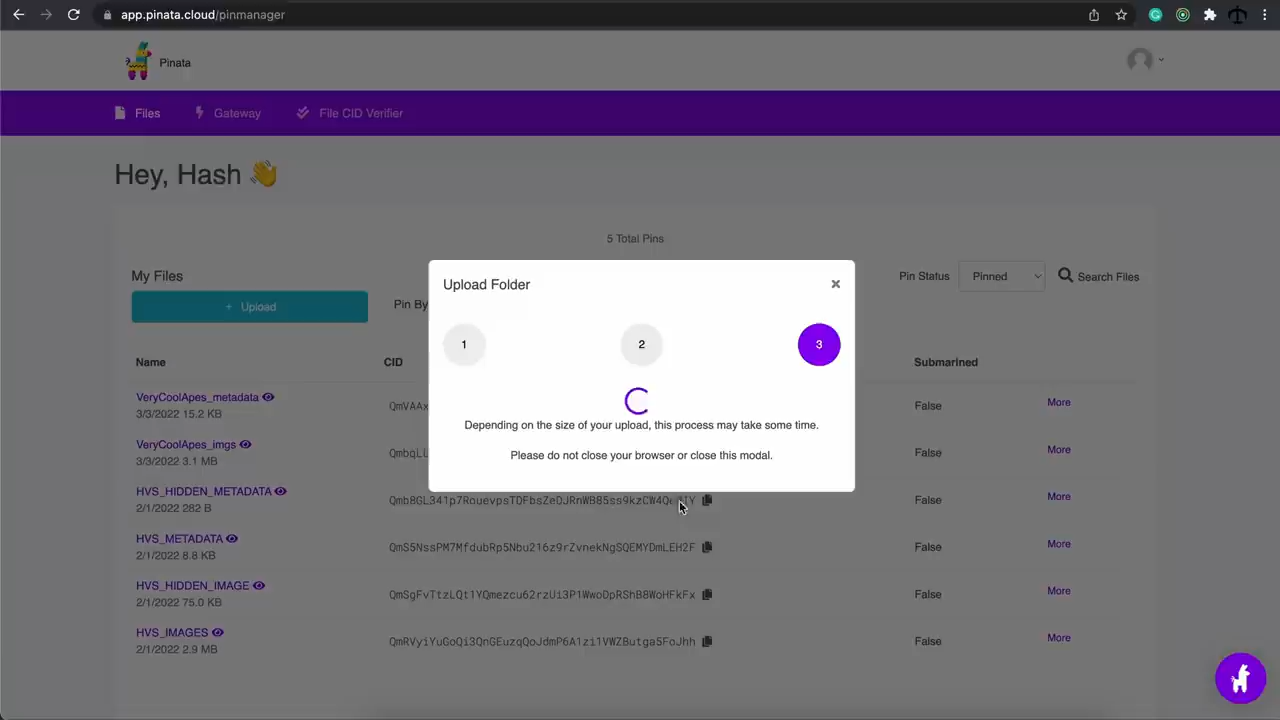 app.pinata.cloud/pinmanager
Pinata
Files Gateway File CID Verifier
Hey, Hash 👋
5 Total Pins
My Files
Pin Status Pinned Search Files
+ Upload
Pin By
Name CID Submarined
VeryCoolApes_metadata
3/3/2022 15.2 KB
QmVAAx False More
VeryCoolApes_imgs
3/3/2022 3.1 MB
False More
HVS_HIDDEN_METADATA
2/1/2022 282 B
False More
HVS_METADATA
2/1/2022 8.8 KB
QmS5NssPM7MfdubRp5Nbu216z9rZvnekNgSQEMYDmLEH2F False More
HVS_HIDDEN_IMAGE
2/1/2022 75.0 KB
QmSgFvTtzLQt1YQmezcu62rzUi3P1WwoDpRShB8WoHFkFx False More
HVS_IMAGES
2/1/2022 2.9 MB
QmRVyiYuGoQi3QnGEuzqQoJdmP6A1zi1VWZButga5FoJhh False More
Upload Folder ×
1 2 3
Depending on the size of your upload, this process may take some time.
Please do not close your browser or close this modal.